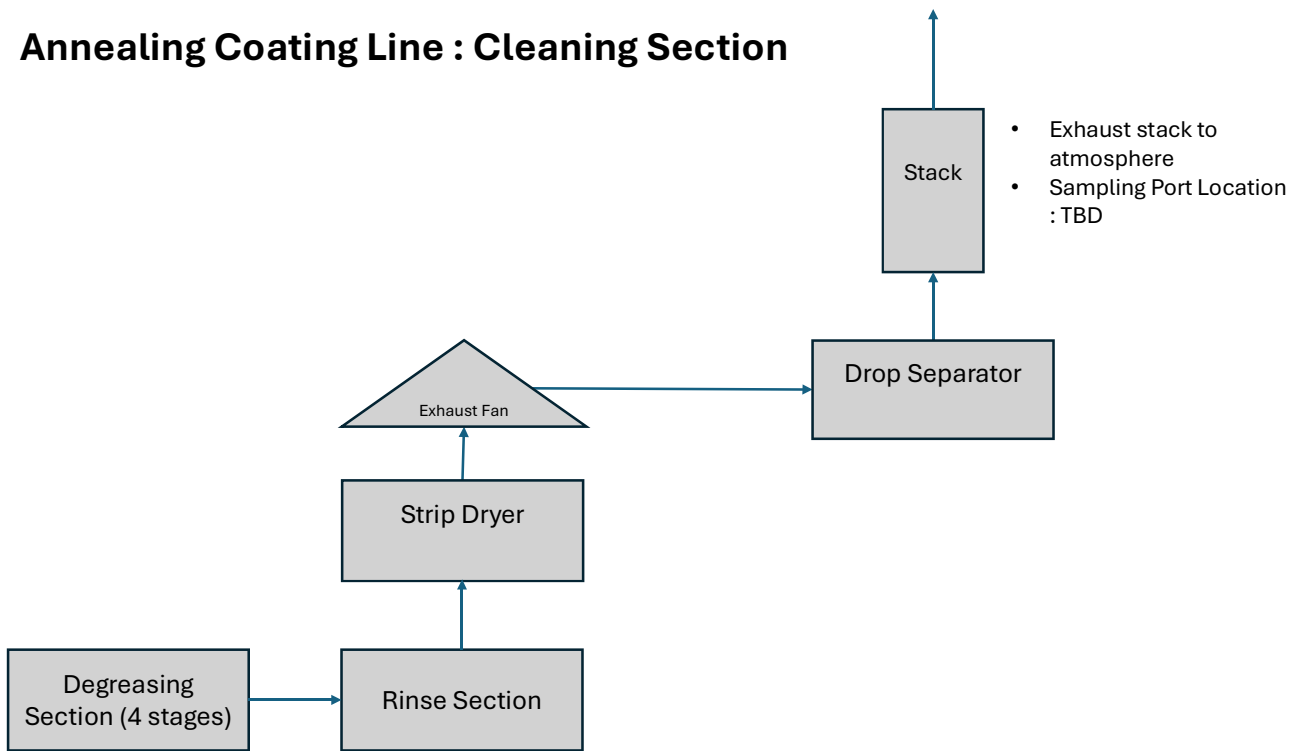 Annealing Coating Line : Cleaning Section
Stack
• Exhaust stack to
atmosphere
• Sampling Port Location
: TBD
Drop Separator
Exhaust Fan
Strip Dryer
Degreasing
Section (4 stages)
Rinse Section